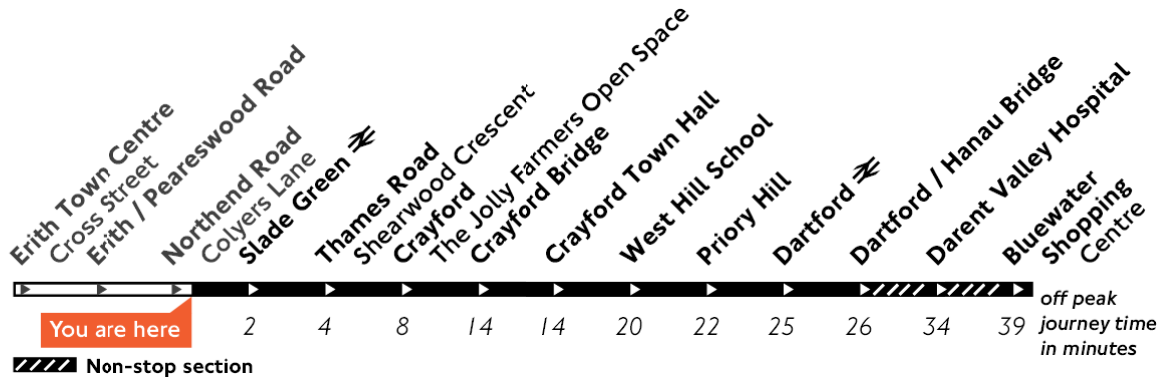 Erith Town Centre
Cross Street
Erith / Peareswood Road
Northend Road
Colyers Lane
Slade Green
Thames Road
Shearwood Crescent
Crayford
The Jolly Farmers Open Space
Crayford Bridge
Crayford Town Hall
West Hill School
Priory Hill
Dartford
Dartford / Hanau Bridge
Darent Valley Hospital
Bluewater
Shopping
Centre
You are here
2 4 8 14 14 20 22 25 26 34 39
off peak
journey time
in minutes
Non-stop section